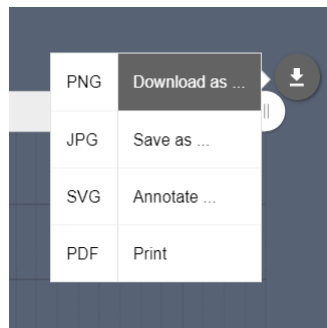 PNG Download as ...
JPG Save as ...
SVG Annotate ...
PDF Print